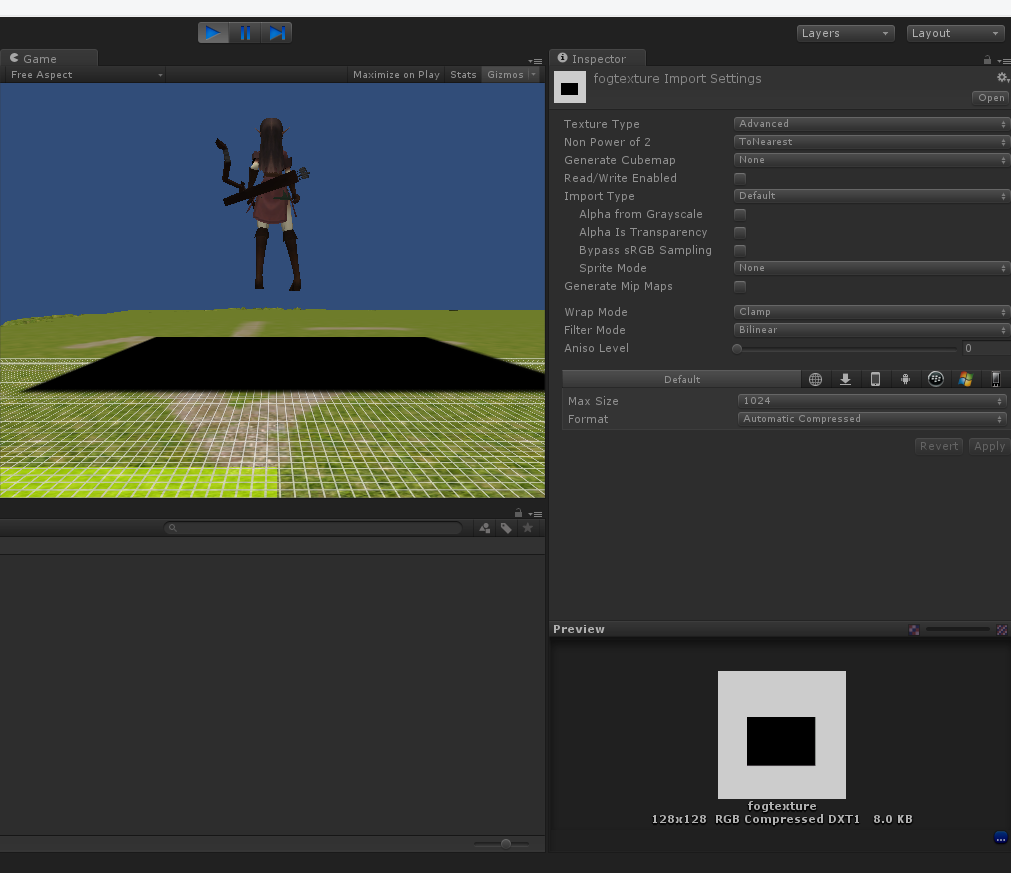 Layers
Layout
Game
Free Aspect
Maximize on Play
Stats
Gizmos
Inspector
fogtexture Import Settings
Open
Texture Type
Advanced
Non Power of 2
ToNearest
Generate Cubemap
None
Read/Write Enabled
Import Type
Default
Alpha from Grayscale
Alpha Is Transparency
Bypass sRGB Sampling
Sprite Mode
None
Generate Mip Maps
Wrap Mode
Clamp
Filter Mode
Bilinear
Aniso Level
0
Default
Max Size
1024
Format
Automatic Compressed
Revert
Apply
Preview
fogtexture
128x128 RGB Compressed DXT1 8.0 KB